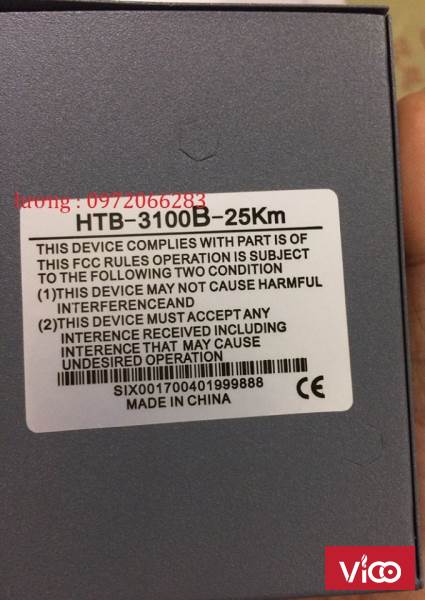 luong : 0972066283
HTB-3100B-25Km
THIS DEVICE COMPLIES WITH PART IS OF
THIS FCC RULES OPERATION IS SUBJECT
TO THE FOLLOWING TWO CONDITION
(1)THIS DEVICE MAY NOT CAUSE HARMFUL
INTERFERENCEAND
(2)THIS DEVICE MUST ACCEPT ANY
INTERENCE RECEIVED INCLUDING
INTERENCE THAT MAY CAUSE
UNDESIRED OPERATION
SIX001700401999888
MADE IN CHINA
CE
Vico